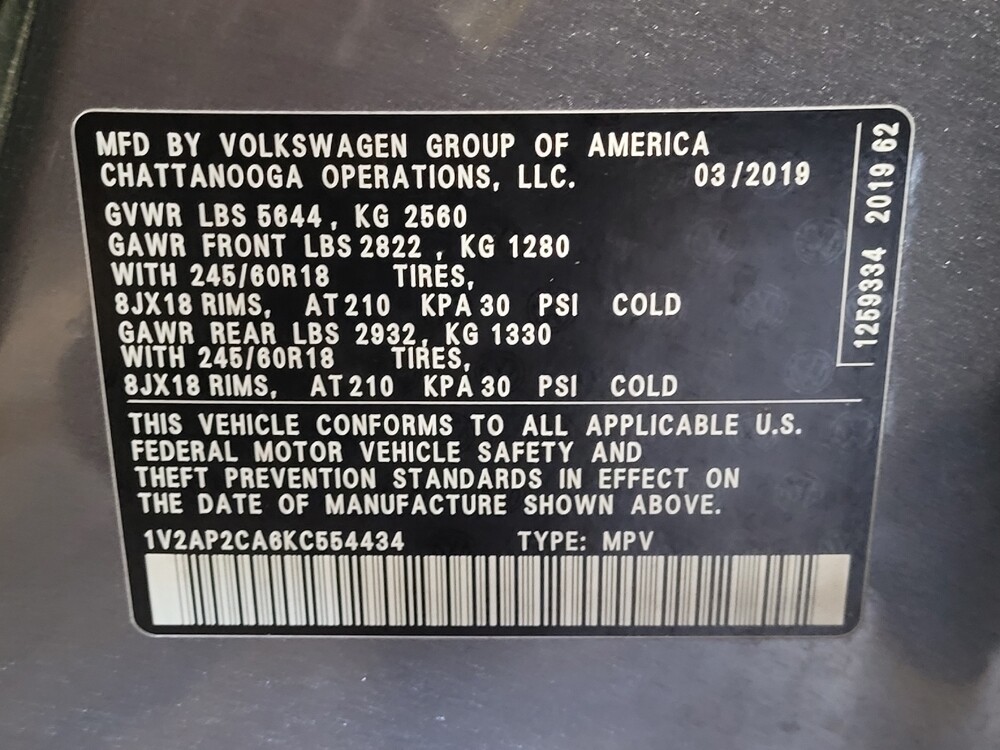 MFD BY VOLKSWAGEN GROUP OF AMERICA
CHATTANOOGA OPERATIONS, LLC. 03/2019
GVWR LBS 5644, KG 2560
GAWR FRONT LBS 2822, KG 1280
WITH 245/60R18 TIRES,
8JX18 RIMS, AT 210 KPA 30 PSI COLD
GAWR REAR LBS 2932, KG 1330
WITH 245/60R18 TIRES,
8JX18 RIMS, AT 210 KPA 30 PSI COLD
THIS VEHICLE CONFORMS TO ALL APPLICABLE U.S.
FEDERAL MOTOR VEHICLE SAFETY AND
THEFT PREVENTION STANDARDS IN EFFECT ON
THE DATE OF MANUFACTURE SHOWN ABOVE.
1V2AP2CA6KC554434 TYPE: MPV
1259334 2019 62